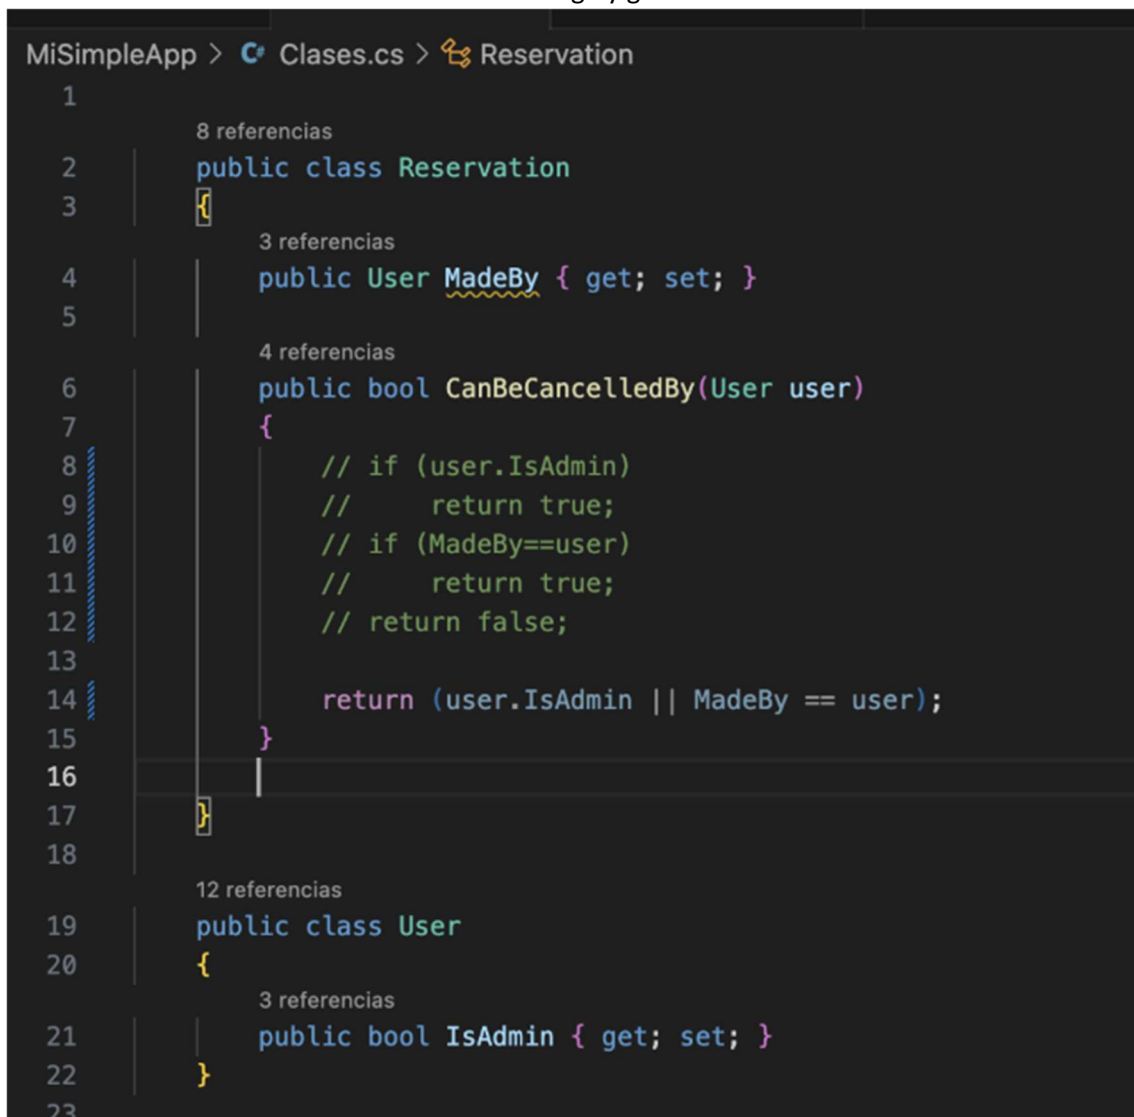 MiSimpleApp > C# Clases.cs > Reservation
1
8 referencias
2 public class Reservation
3 {
3 referencias
4 public User MadeBy { get; set; }
5
4 referencias
6 public bool CanBeCancelledBy(User user)
7 {
8 // if (user.IsAdmin)
9 //     return true;
10 // if (MadeBy==user)
11 //     return true;
12 // return false;
13
14 return (user.IsAdmin || MadeBy == user);
15 }
16
17 }
18
12 referencias
19 public class User
20 {
3 referencias
21 public bool IsAdmin { get; set; }
22 }
23